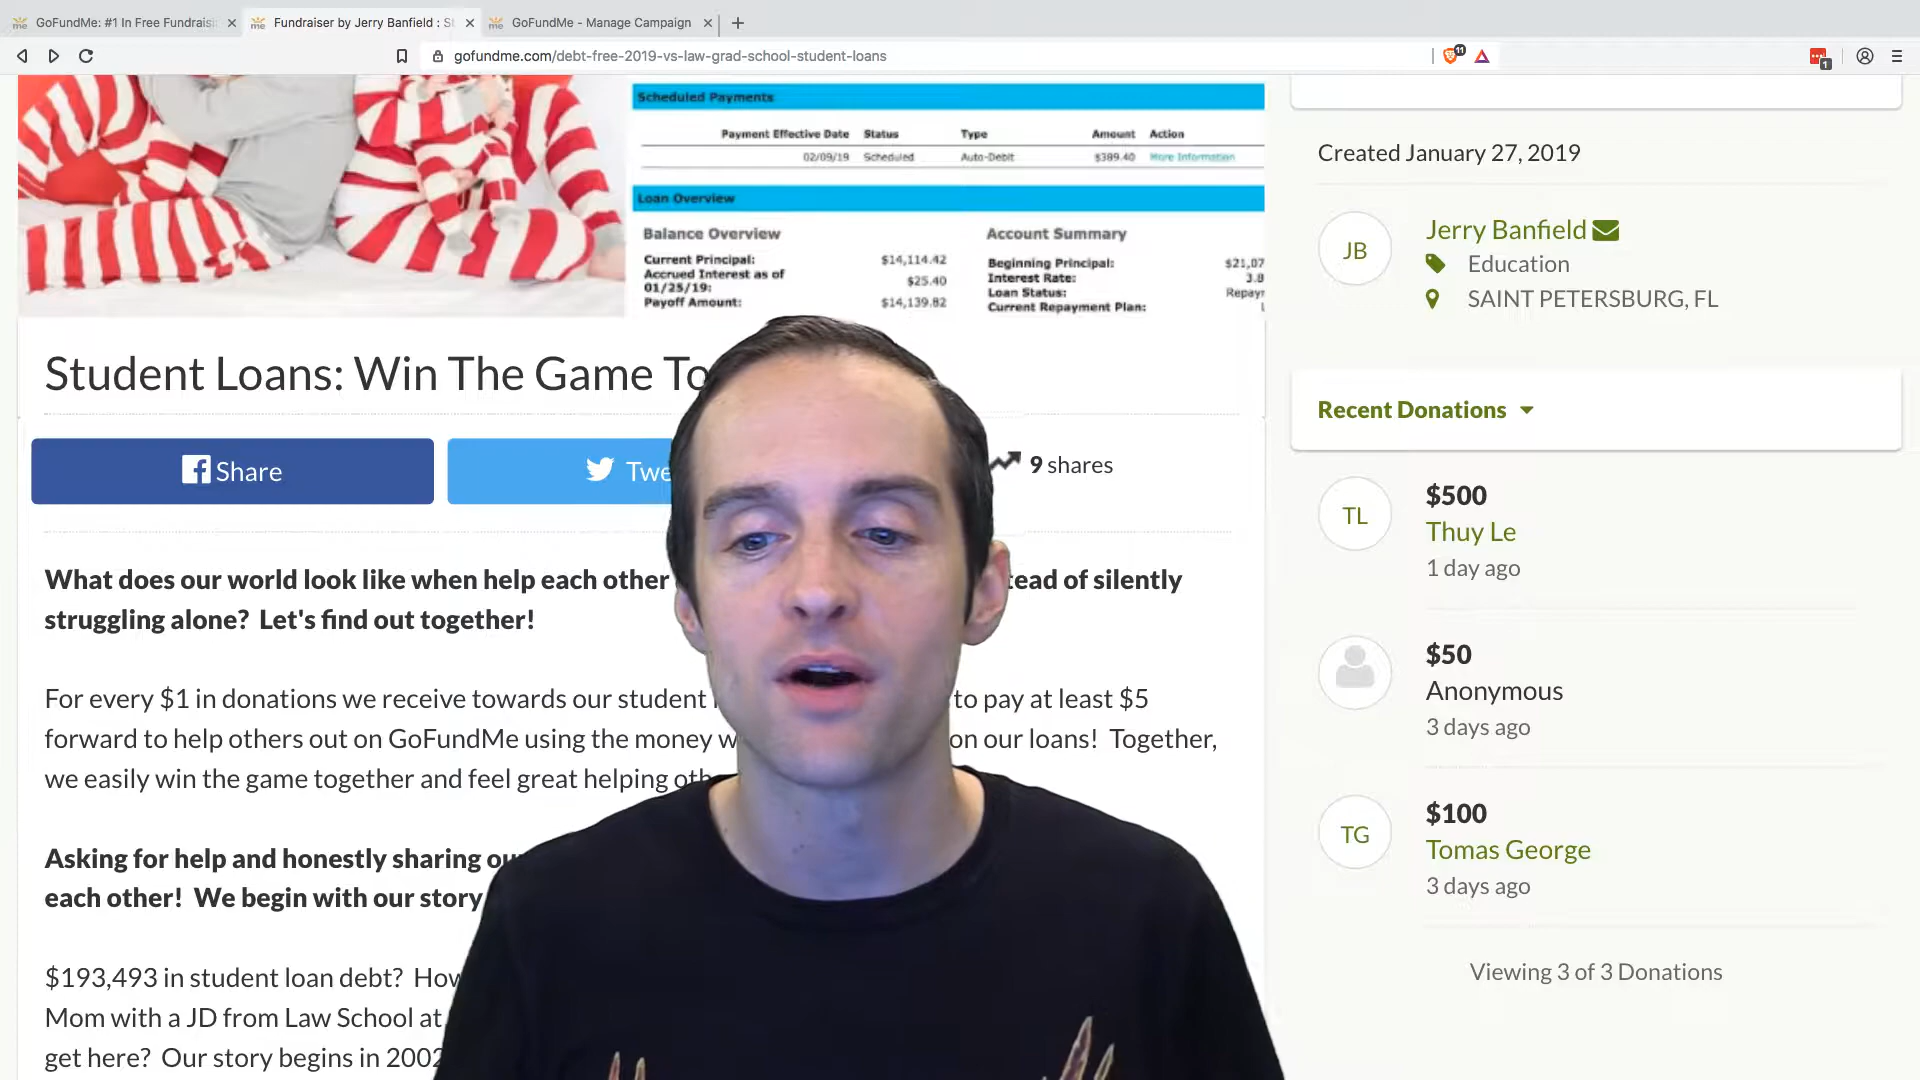 GoFundMe: #1 In Free Fundraisi
Fundraiser by Jerry Banfield : St
GoFundMe - Manage Campaign
gofundme.com/debt-free-2019-vs-law-grad-school-student-loans
11
1
Scheduled Payments
Payment Effective Date Status Type Amount Action
02/09/19 Scheduled Auto-Debit $389.40 More Information
Loan Overview
Balance Overview
Current Principal: $14,114.42
Accrued Interest as of
01/25/19: $25.40
Payoff Amount: $14,139.82
Account Summary
Beginning Principal: $21,07
Interest Rate: 3.8
Loan Status: Repayr
Current Repayment Plan:
Student Loans: Win The Game To
Share
Twe
9 shares
What does our world look like when help each other tead of silently
struggling alone? Let's find out together!
For every $1 in donations we receive towards our student to pay at least $5
forward to help others out on GoFundMe using the money w on our loans! Together,
we easily win the game together and feel great helping oth
Asking for help and honestly sharing ou
each other! We begin with our story
$193,493 in student loan debt? How
Mom with a JD from Law School at
get here? Our story begins in 2002
Created January 27, 2019
JB
Jerry Banfield
Education
SAINT PETERSBURG, FL
Recent Donations
TL
$500
Thuy Le
1 day ago
$50
Anonymous
3 days ago
TG
$100
Tomas George
3 days ago
Viewing 3 of 3 Donations